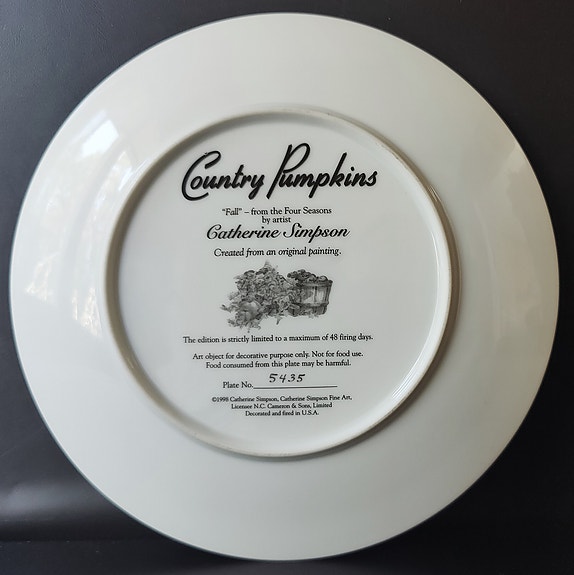 Country Pumpkins
"Fall" – from the Four Seasons
by artist
Catherine Simpson
Created from an original painting.
The edition is strictly limited to a maximum of 48 firing days.
Art object for decorative purpose only. Not for food use.
Food consumed from this plate may be harmful.
Plate No. 5435
©1998 Catherine Simpson, Catherine Simpson Fine Art,
Licensee N.C. Cameron & Sons, Limited
Decorated and fired in U.S.A.